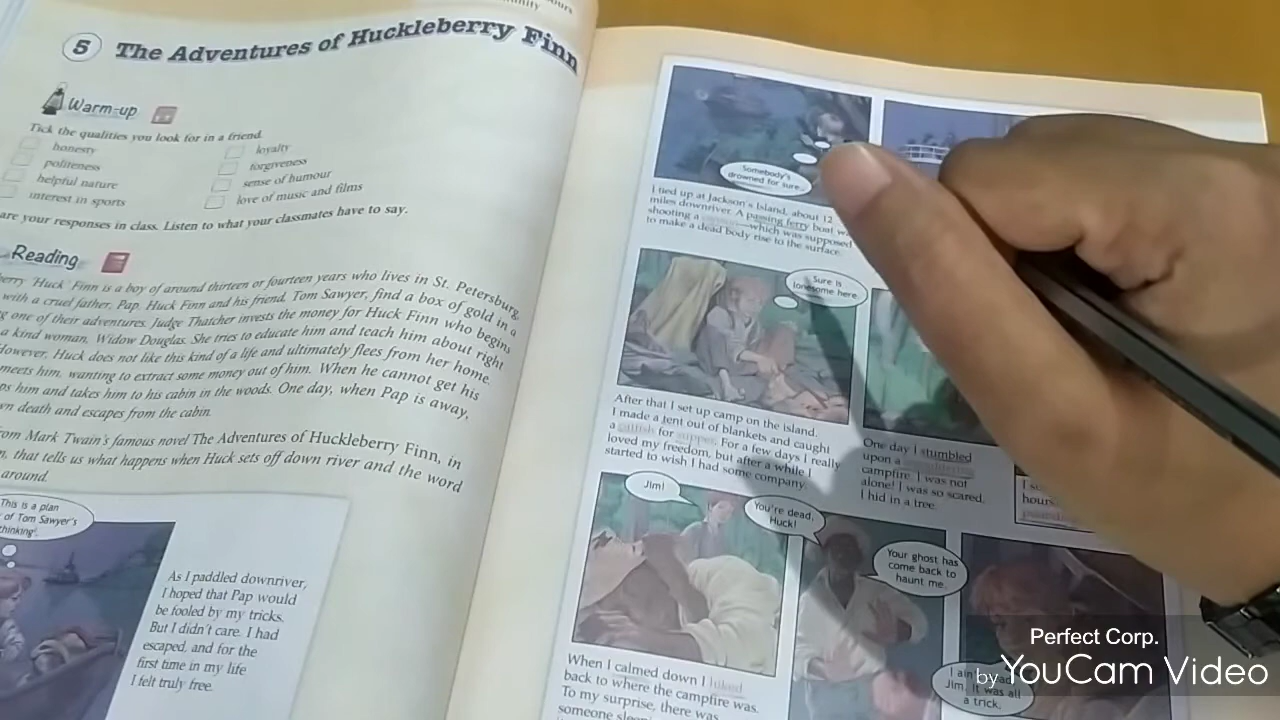 5 The Adventures of Huckleberry Finn
Warm-up
Tick the qualities you look for in a friend.
honesty
politeness
helpful nature
interest in sports
loyalty
forgiveness
sense of humour
love of music and films
are your responses in class. Listen to what your classmates have to say.
Reading
berry 'Huck' Finn is a boy of around thirteen or fourteen years who lives in St. Petersburg,
with a cruel father, Pap. Huck Finn and his friend, Tom Sawyer, find a box of gold in a
one of their adventures. Judge Thatcher invests the money for Huck Finn who begins
a kind woman, Widow Douglas. She tries to educate him and teach him about right
However, Huck does not like this kind of a life and ultimately flees from her home.
meets him, wanting to extract some money out of him. When he cannot get his
him and takes him to his cabin in the woods. One day, when Pap is away,
wn death and escapes from the cabin.
from Mark Twain's famous novel The Adventures of Huckleberry Finn, in
that tells us what happens when Huck sets off down river and the word
around.
This is a plan
of Tom Sawyer's
thinking!
As I paddled downriver,
I hoped that Pap would
be fooled by my tricks.
But I didn't care. I had
escaped, and for the
first time in my life
I felt truly free.
Somebody's
drowned for sure...
I tied up at Jackson's Island, about 12
miles downriver. A passing ferry boat
shooting a —which was supposed
to make a dead body rise to the surface.
Sure is
lonesome here
After that I set up camp on the island.
I made a tent out of blankets and caught
a catfish for supper. For a few days I really
loved my freedom, but after a while I
started to wish I had some company.
One day I stumbled
upon a
campfire. I was not
alone! I was so scared,
I hid in a tree.
hours.
Jim!
You're dead,
Huck!
Your ghost has
come back to
haunt me.
I ain't
Jim. It was all
a trick.
When I calmed down I
back to where the campfire was.
To my surprise, there was
someone
Perfect Corp.
by YouCam Video